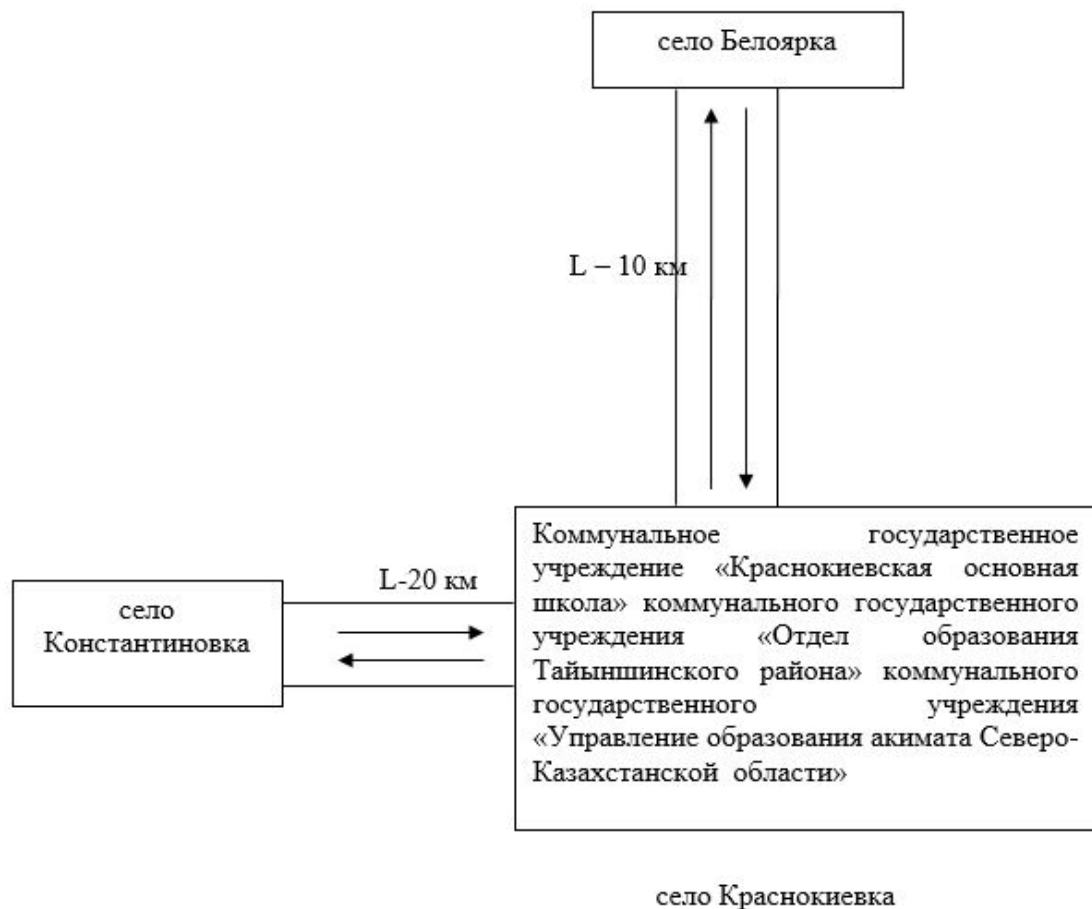 село Белоярка
L – 10 км
Коммунальное государственное
учреждение «Краснокиевская основная
школа» коммунального государственного
учреждения «Отдел образования
Тайыншинского района» коммунального
государственного учреждения
«Управление образования акимата Северо-
Казахстанской области»
L-20 км
село
Константиновка
село Краснокиевка